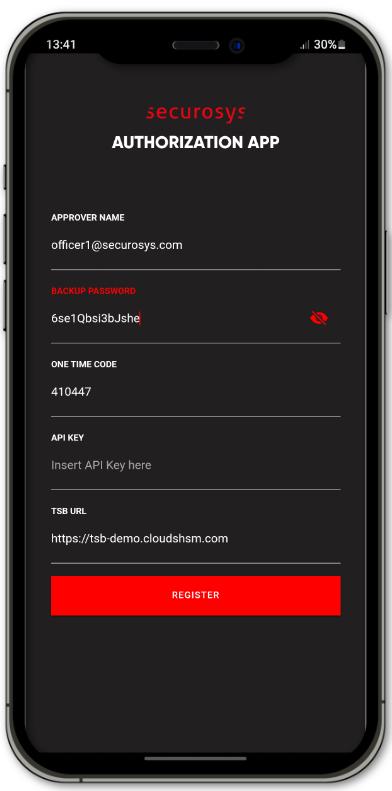 13:41
30%
securosys
AUTHORIZATION APP
APPROVER NAME
officer1@securosys.com
BACKUP PASSWORD
6se1Qbsi3bJshe
ONE TIME CODE
410447
API KEY
Insert API Key here
TSB URL
https://tsb-demo.cloudshsm.com
REGISTER